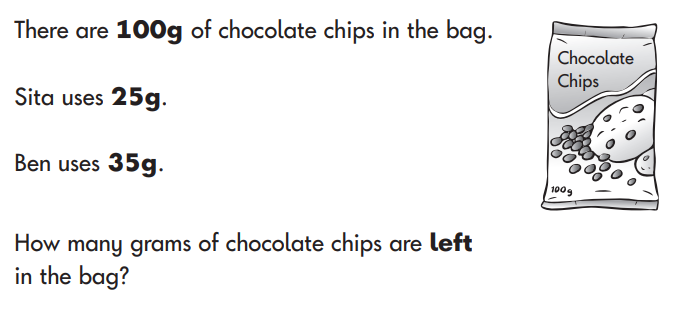 There are 100g of chocolate chips in the bag.
Chocolate
Chips
100g
Sita uses 25g.
Ben uses 35g.
How many grams of chocolate chips are left
in the bag?